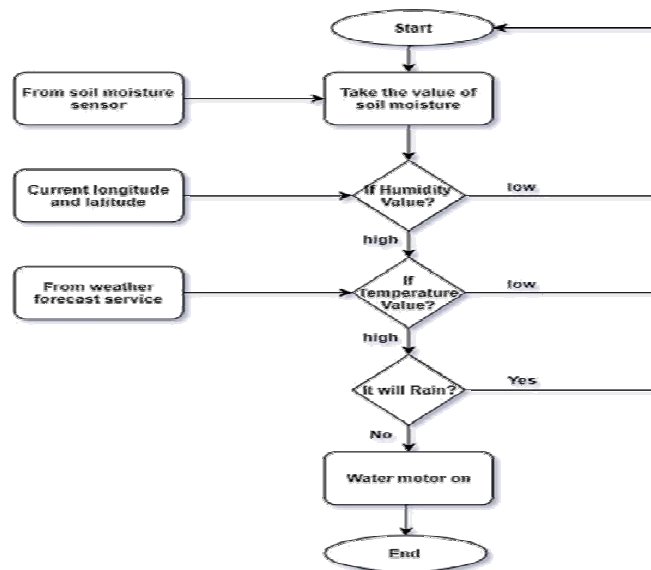 Start
From soil moisture
sensor
Take the value of
soil moisture
Current longitude
and latitude
If Humidity
Value?
low
high
From weather
forecast service
If
Temperature
Value?
low
high
It will Rain?
Yes
No
Water motor on
End